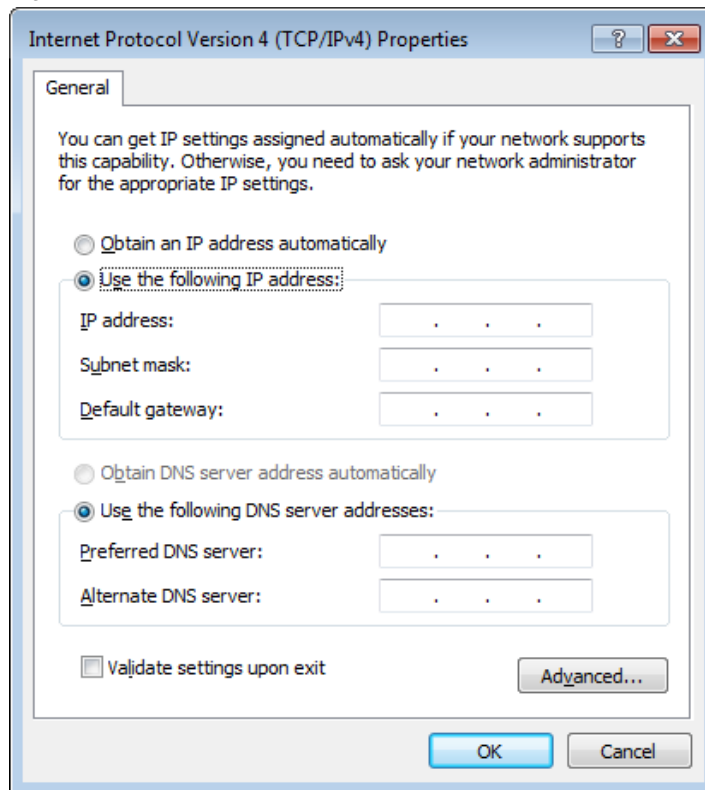 Internet Protocol Version 4 (TCP/IPv4) Properties
General
You can get IP settings assigned automatically if your network supports
this capability. Otherwise, you need to ask your network administrator
for the appropriate IP settings.
Obtain an IP address automatically
Use the following IP address:
IP address: . . .
Subnet mask: . . .
Default gateway: . . .
Obtain DNS server address automatically
Use the following DNS server addresses:
Preferred DNS server: . . .
Alternate DNS server: . . .
Validate settings upon exit
Advanced...
OK Cancel